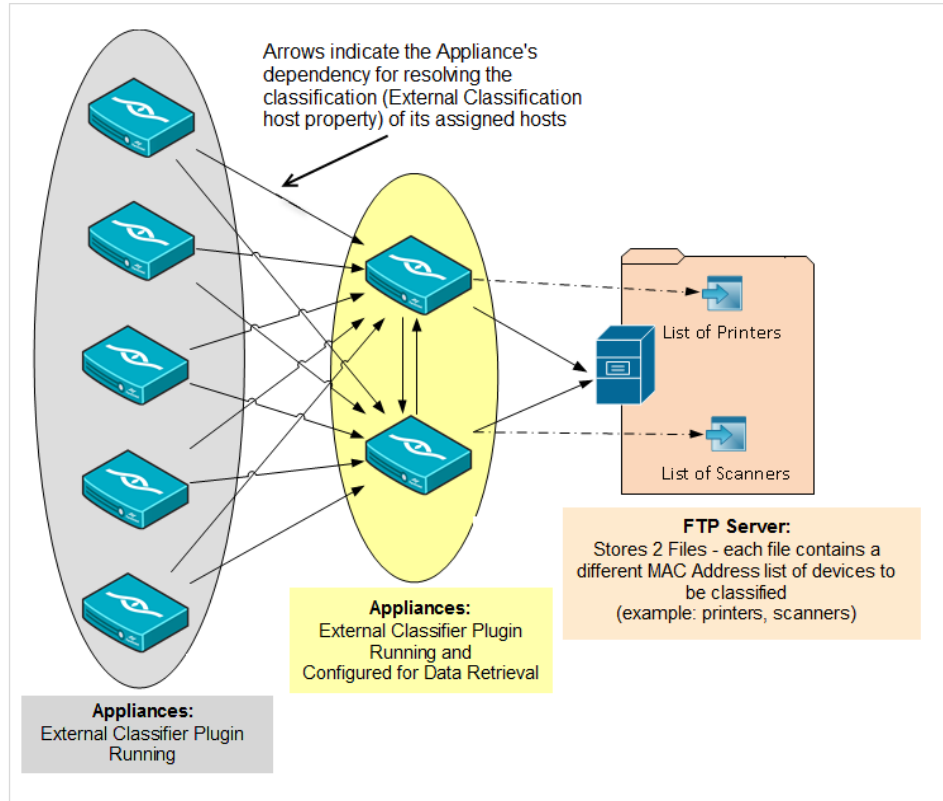 Arrows indicate the Appliance's
dependency for resolving the
classification (External Classification
host property) of its assigned hosts
List of Printers
List of Scanners
FTP Server:
Stores 2 Files - each file contains a
different MAC Address list of devices to
be classified
(example: printers, scanners)
Appliances:
External Classifier Plugin
Running and
Configured for Data Retrieval
Appliances:
External Classifier Plugin
Running